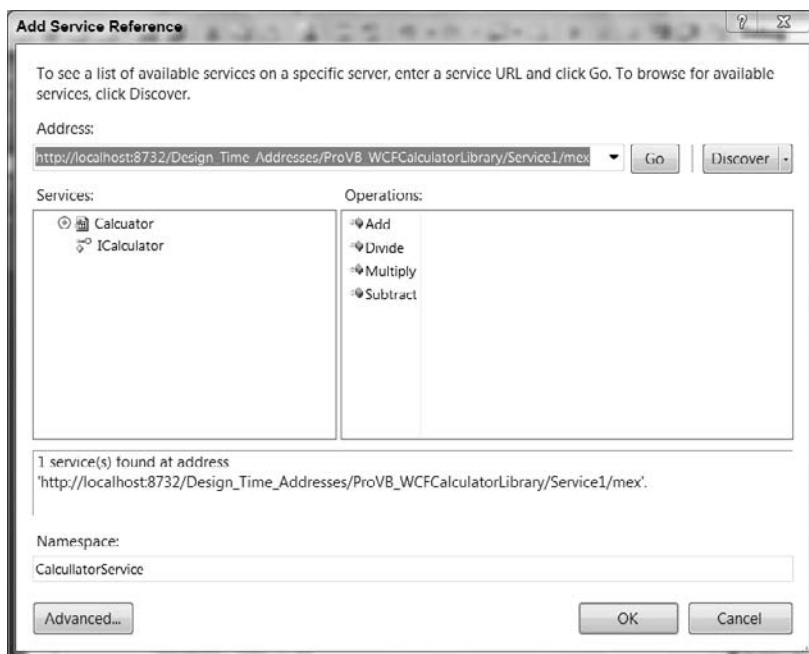 Add Service Reference
To see a list of available services on a specific server, enter a service URL and click Go. To browse for available
services, click Discover.
Address:
http://localhost:8732/Design_Time_Addresses/ProVB_WCFCalculatorLibrary/Service1/mex
Go
Discover
Services:
Operations:
Calcuator
ICalculator
Add
Divide
Multiply
Subtract
1 service(s) found at address
'http://localhost:8732/Design_Time_Addresses/ProVB_WCFCalculatorLibrary/Service1/mex'.
Namespace:
CalcullatorService
Advanced...
OK
Cancel